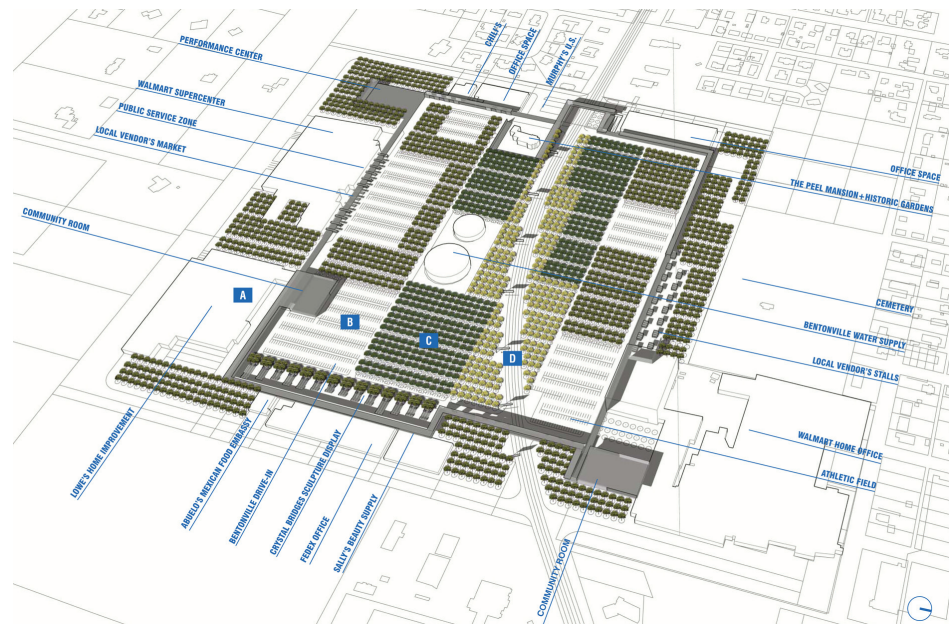 CHILI'S
OFFICE SPACE
MURPHY'S U.S.
PERFORMANCE CENTER
WALMART SUPERCENTER
PUBLIC SERVICE ZONE
LOCAL VENDOR'S MARKET
COMMUNITY ROOM
OFFICE SPACE
THE PEEL MANSION+HISTORIC GARDENS
CEMETERY
BENTONVILLE WATER SUPPLY
LOCAL VENDOR'S STALLS
WALMART HOME OFFICE
ATHLETIC FIELD
A
B
C
D
LOWE'S HOME IMPROVEMENT
ABUELO'S MEXICAN FOOD EMBASSY
BENTONVILLE DRIVE-IN
CRYSTAL BRIDGES SCULPTURE DISPLAY
FEDEX OFFICE
SALLY'S BEAUTY SUPPLY
COMMUNITY ROOM